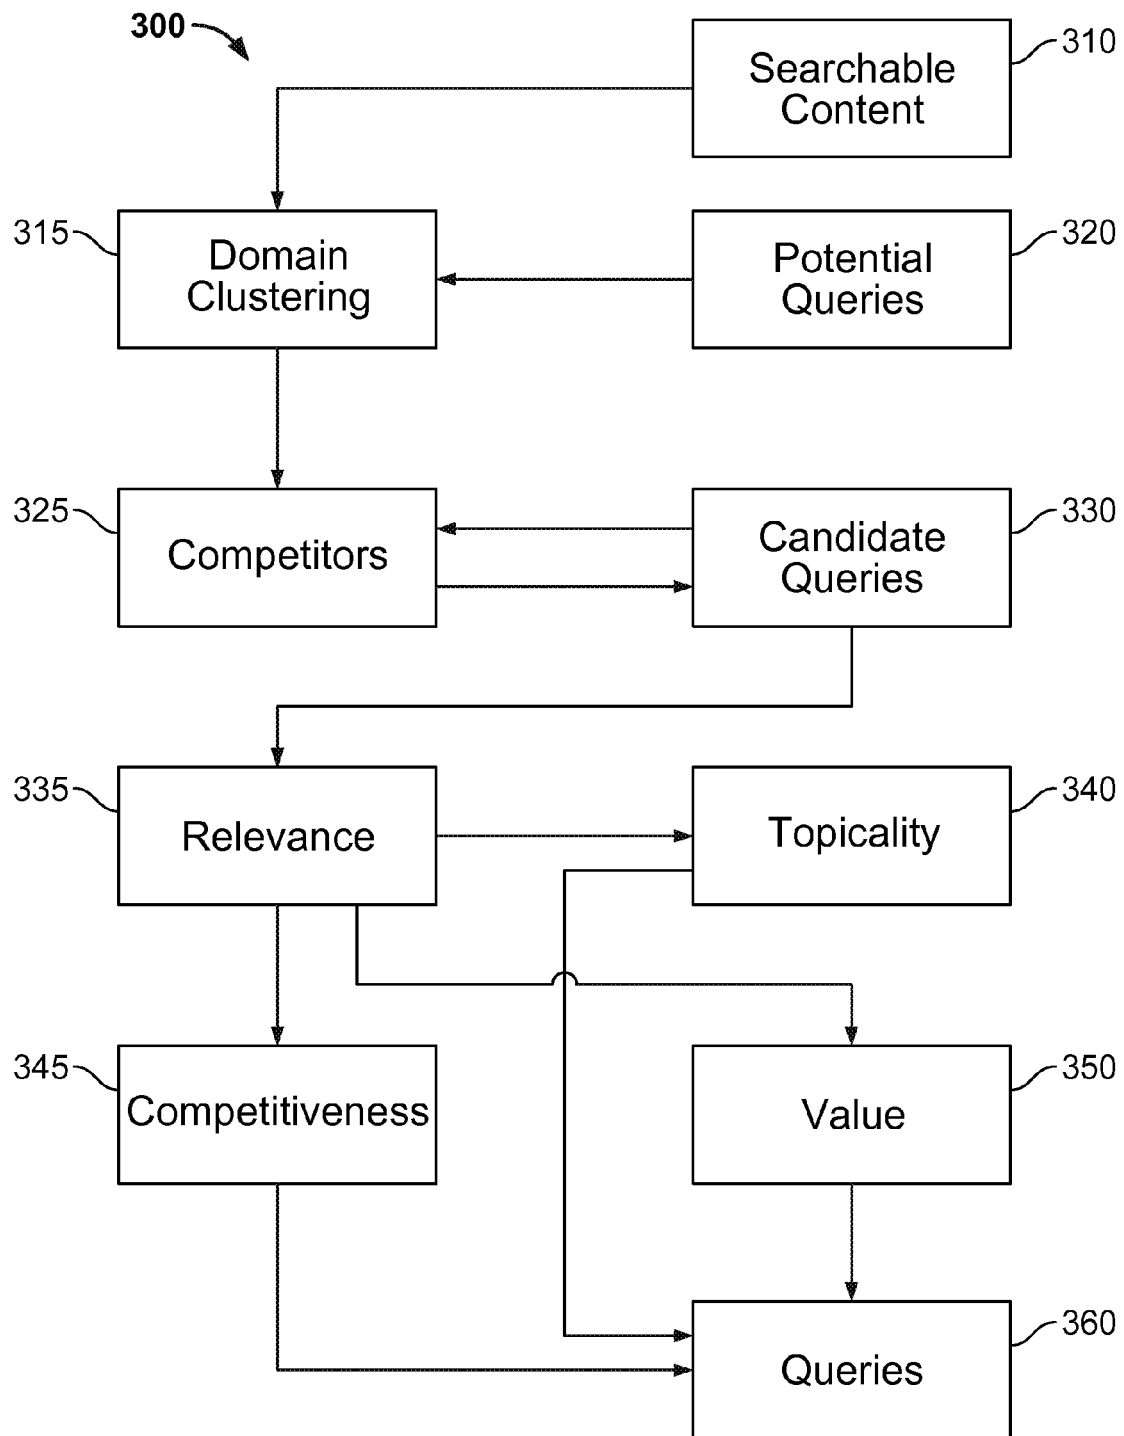 300
310
Searchable
Content
315
Domain
Clustering
320
Potential
Queries
325
Competitors
330
Candidate
Queries
335
Relevance
340
Topicality
345
Competitiveness
350
Value
360
Queries